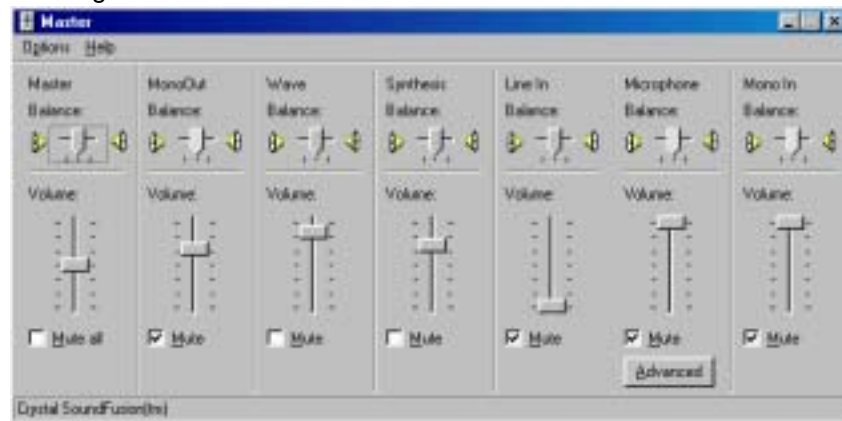 Master
Options Help
Master MonoOut Wave Synthesis Line In Microphone Mono In
Balance: Balance: Balance: Balance: Balance: Balance: Balance:
Volume: Volume: Volume: Volume: Volume: Volume: Volume:
Mute all Mute Mute Mute Mute Mute Mute
Advanced
Crystal SoundFusion(tm)